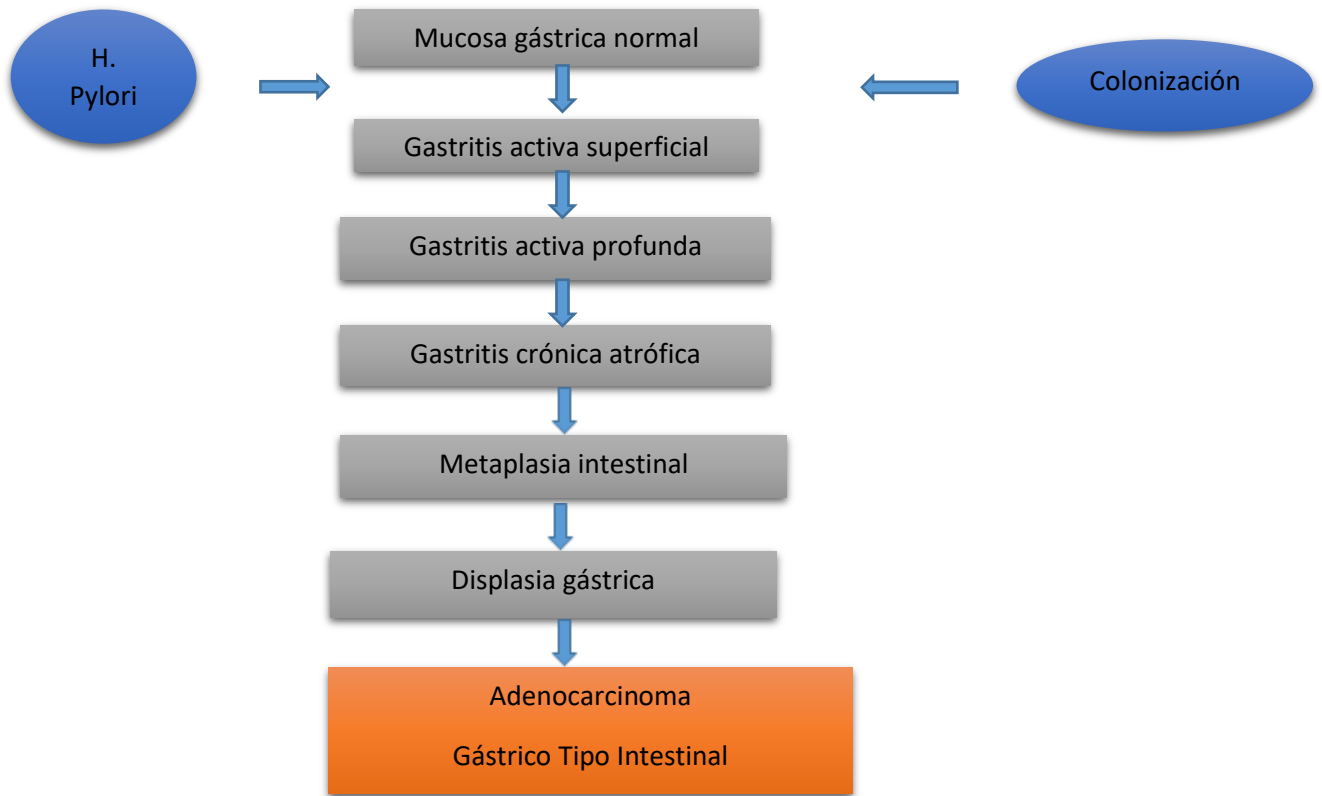 H.
Pylori
Mucosa gástrica normal
Colonización
Gastritis activa superficial
Gastritis activa profunda
Gastritis crónica atrófica
Metaplasia intestinal
Displasia gástrica
Adenocarcinoma
Gástrico Tipo Intestinal